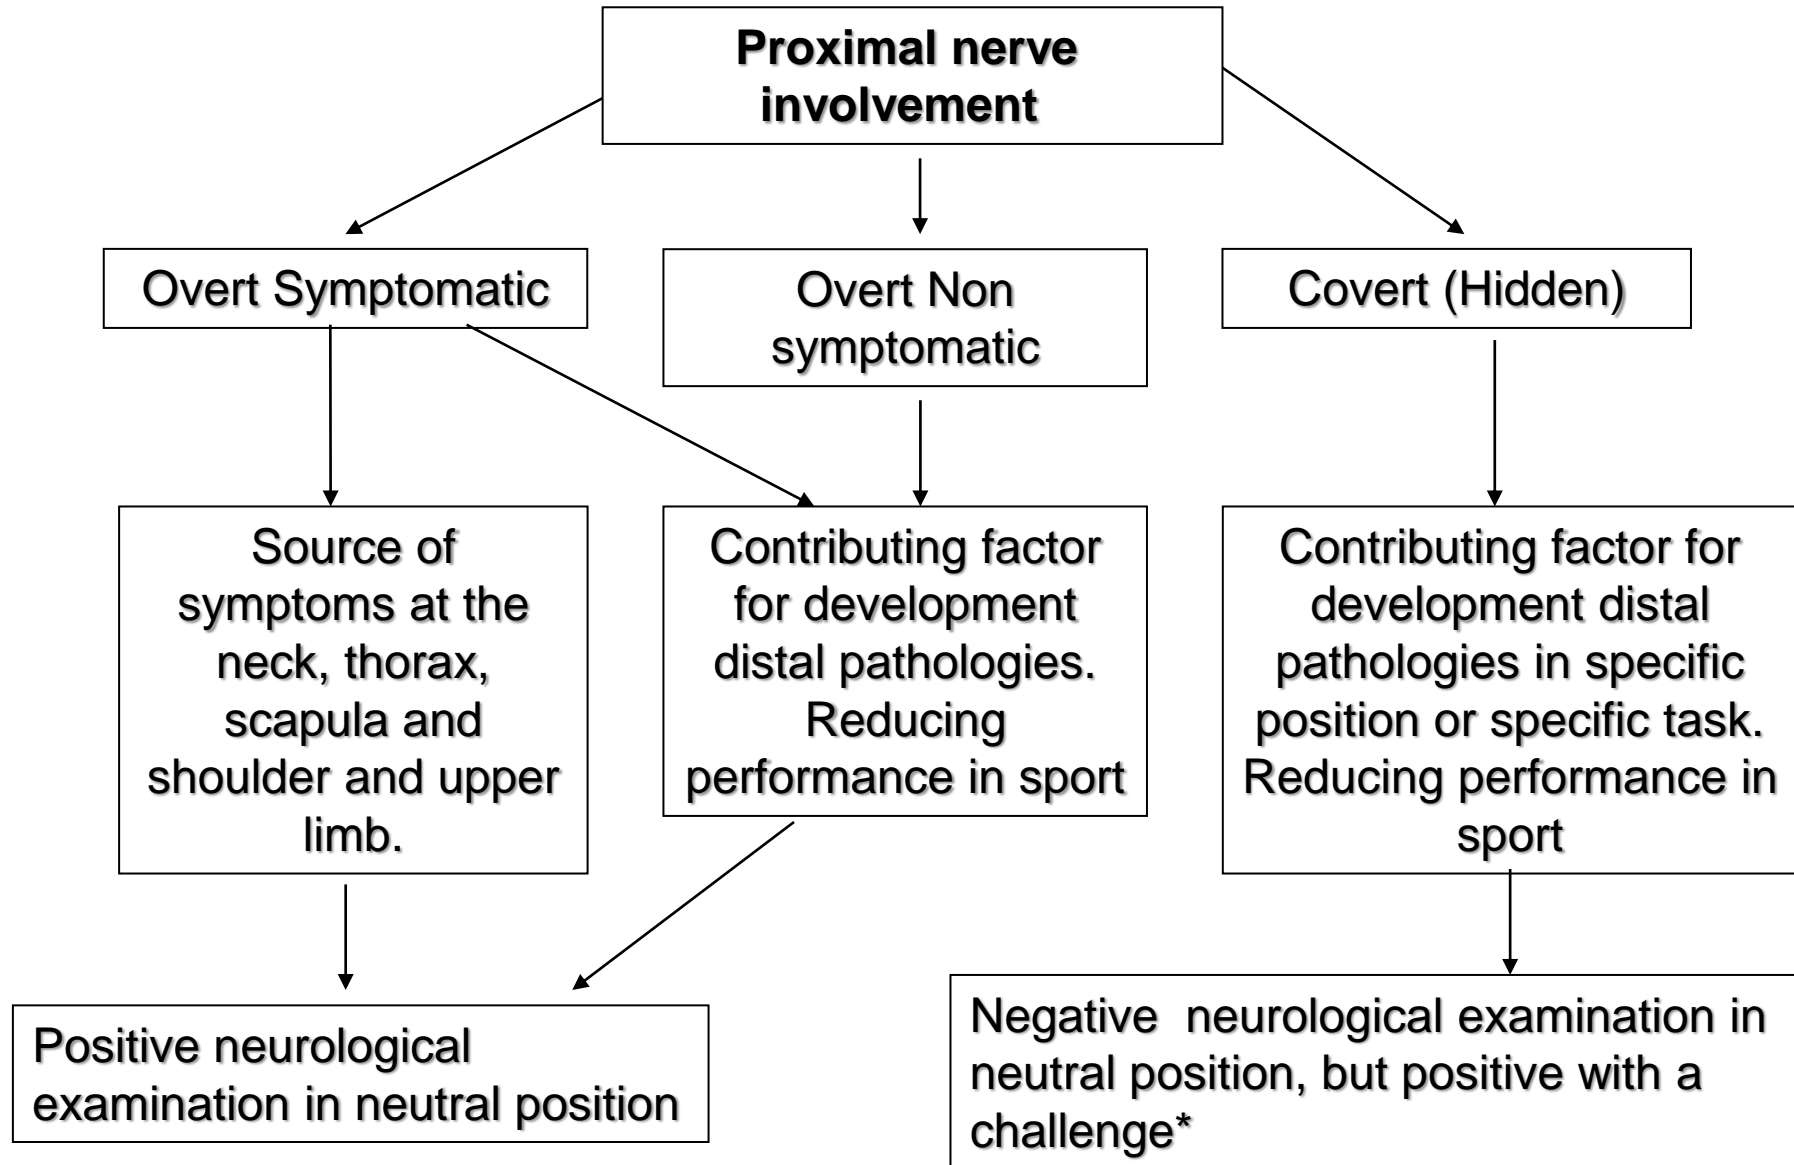 Proximal nerve
involvement
Overt Symptomatic
Overt Non
symptomatic
Covert (Hidden)
Source of
symptoms at the
neck, thorax,
scapula and
shoulder and upper
limb.
Contributing factor
for development
distal pathologies.
Reducing
performance in sport
Contributing factor for
development distal
pathologies in specific
position or specific task.
Reducing performance in
sport
Positive neurological
examination in neutral position
Negative  neurological examination in
neutral position, but positive with a
challenge*